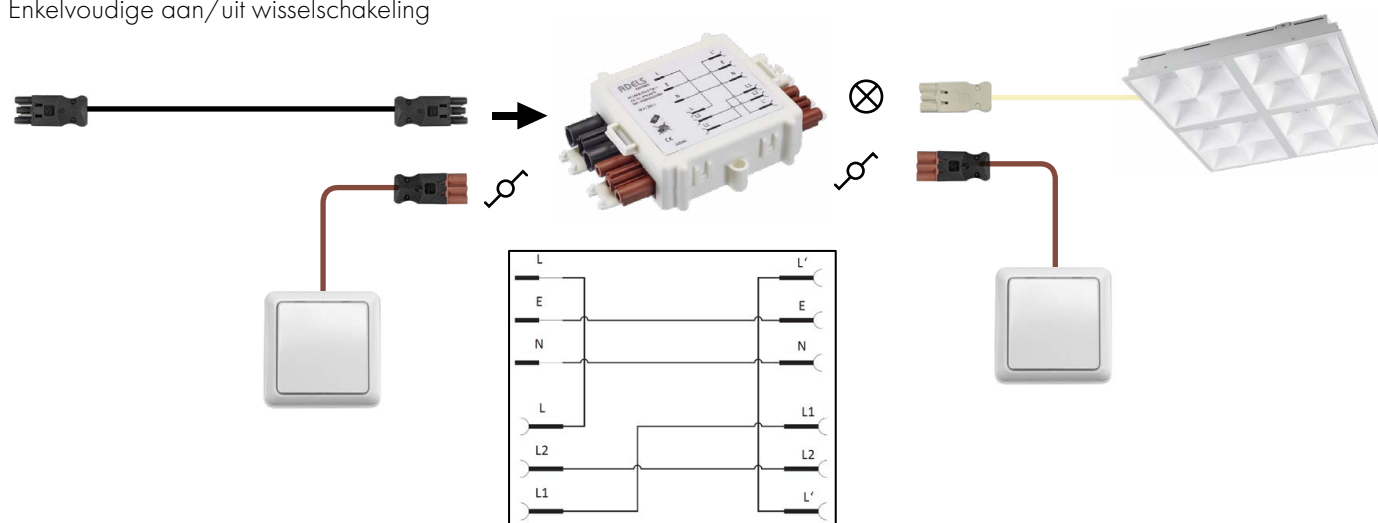 Enkelvoudige aan/uit wisselschakeling
ADELS
L
E
N
L
L2
L1
L‘
E
N
L1
L2
L‘